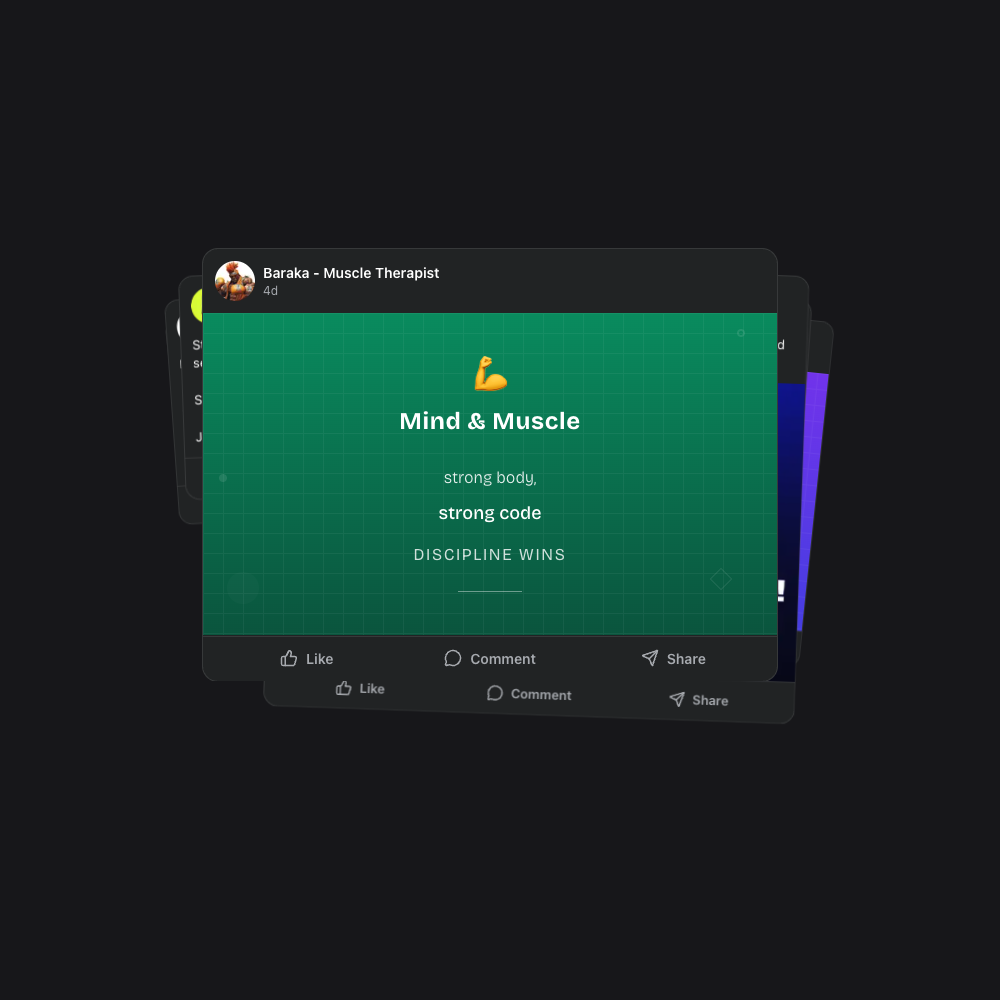 Baraka - Muscle Therapist
4d
💪
Mind & Muscle
strong body,
strong code
DISCIPLINE WINS
Like
Comment
Share
Like
Comment
Share